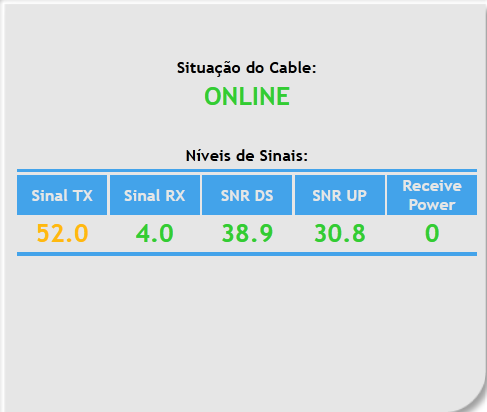 Situação do Cable:
ONLINE
Níveis de Sinais:
Sinal TX Sinal RX SNR DS SNR UP Receive Power
52.0 4.0 38.9 30.8 0